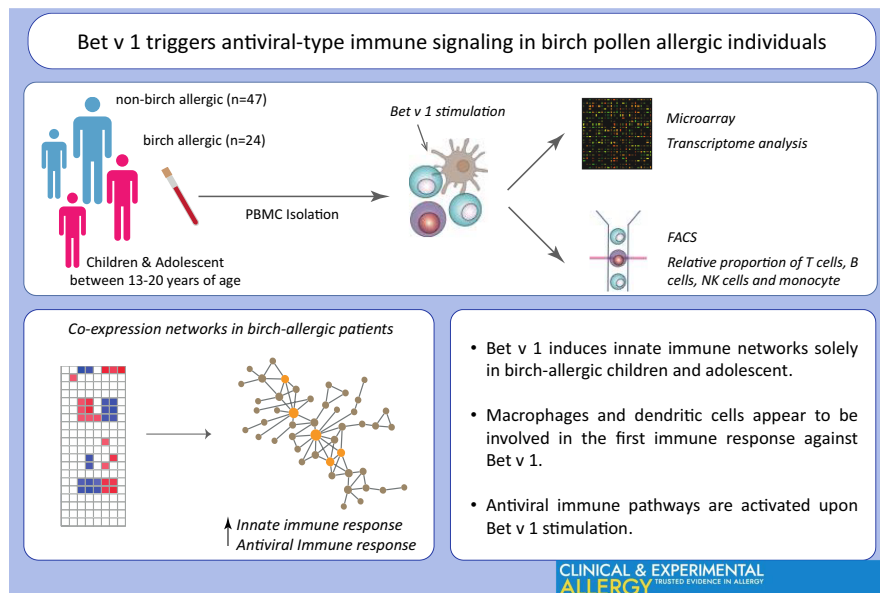 Bet v 1 triggers antiviral-type immune signaling in birch pollen allergic individuals
non-birch allergic (n=47)
birch allergic (n=24)
Children & Adolescent
between 13-20 years of age
PBMC Isolation
Bet v 1 stimulation
Microarray
Transcriptome analysis
FACS
Relative proportion of T cells, B
cells, NK cells and monocyte
Co-expression networks in birch-allergic patients
Innate immune response
Antiviral Immune response
• Bet v 1 induces innate immune networks solely
in birch-allergic children and adolescent.
• Macrophages and dendritic cells appear to be
involved in the first immune response against
Bet v 1.
• Antiviral immune pathways are activated upon
Bet v 1 stimulation.
CLINICAL & EXPERIMENTAL
ALLERGY TRUSTED EVIDENCE IN ALLERGY